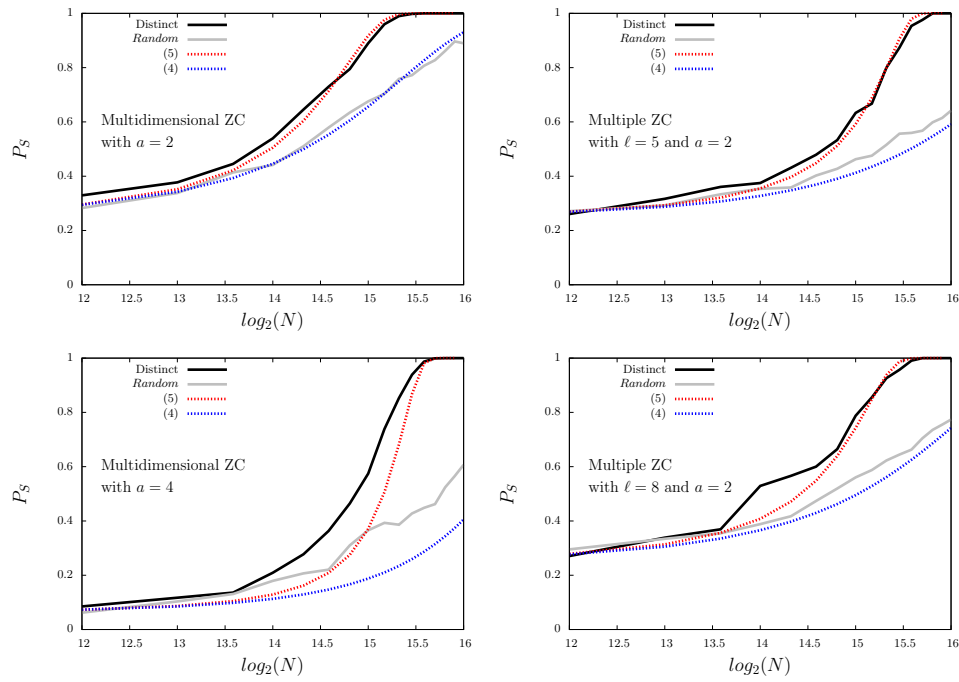 1
0.8
0.6
0.4
0.2
0
P_S
Distinct
Random
(5)
(4)
Multidimensional ZC
with a = 2
12 12.5 13 13.5 14 14.5 15 15.5 16
log_2(N)
1
0.8
0.6
0.4
0.2
0
P_S
Distinct
Random
(5)
(4)
Multiple ZC
with ℓ = 5 and a = 2
12 12.5 13 13.5 14 14.5 15 15.5 16
log_2(N)
1
0.8
0.6
0.4
0.2
0
P_S
Distinct
Random
(5)
(4)
Multidimensional ZC
with a = 4
12 12.5 13 13.5 14 14.5 15 15.5 16
log_2(N)
1
0.8
0.6
0.4
0.2
0
P_S
Distinct
Random
(5)
(4)
Multiple ZC
with ℓ = 8 and a = 2
12 12.5 13 13.5 14 14.5 15 15.5 16
log_2(N)